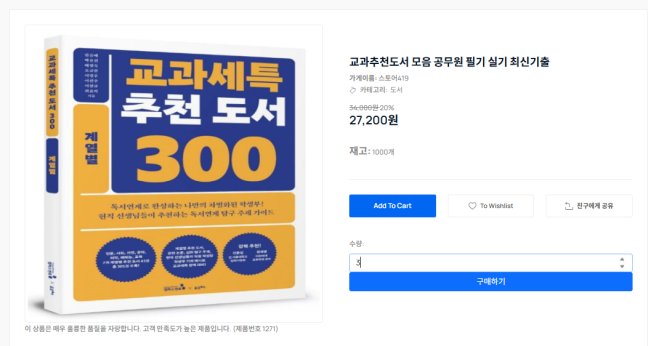 교과세특 추천 도서 300
계열별
교과세특
추천 도서
300
계열별
독서연계로 완성하는 나만의 차별화된 학생부!
현직 선생님들이 추천하는 독서연계 탐구 주제 가이드
강력 추천!
이 상품은 매우 훌륭한 품질을 자랑합니다. 고객 만족도가 높은 제품입니다. (제품번호 1271)
교과추천도서 모음 공무원 필기 실기 최신기출
가게이름: 스토어419
카테고리: 도서
34,000원 20%
27,200원
재고: 1000개
Add To Cart
To Wishlist
친구에게 공유
수량:
3
구매하기